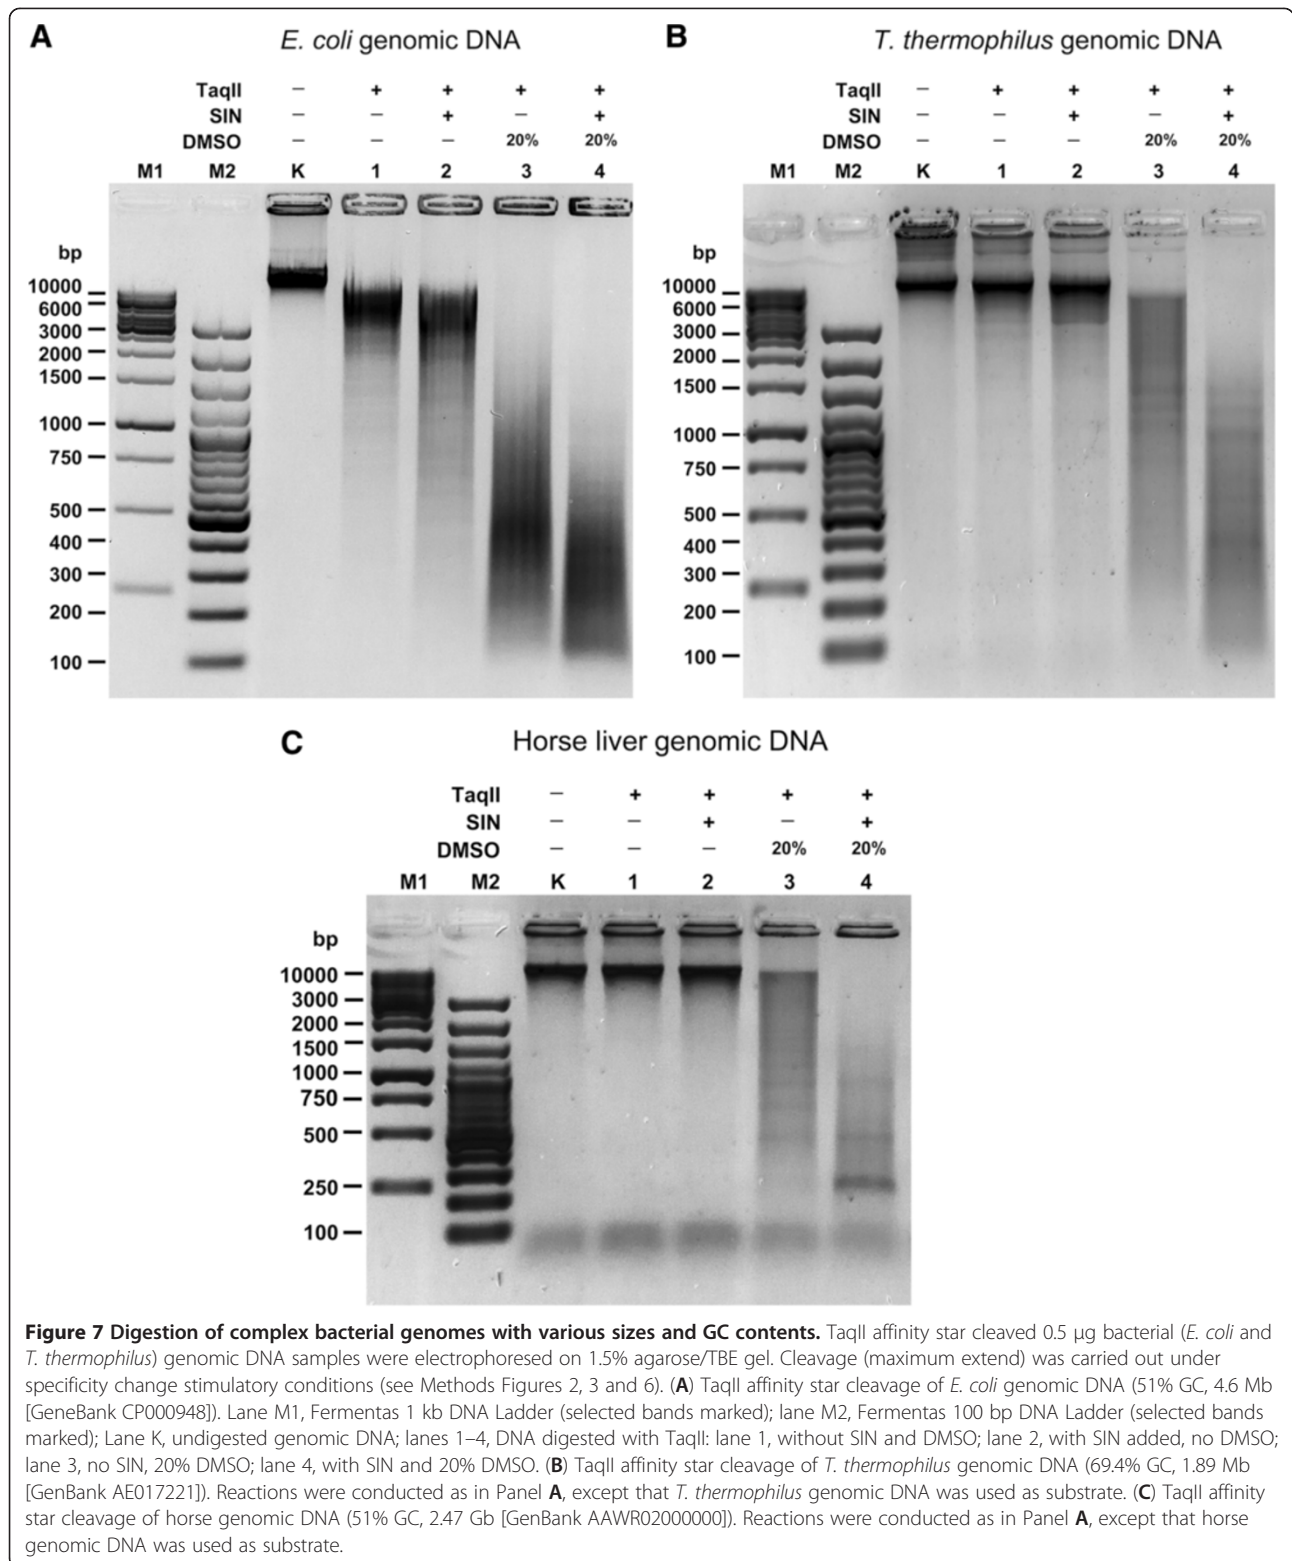 A
E. coli genomic DNA
TaqII – + + + +
SIN – – + – +
DMSO – – – 20% 20%
M1 M2 K 1 2 3 4
bp
10000
6000
3000
2000
1500
1000
750
500
400
300
200
100
B
T. thermophilus genomic DNA
TaqII – + + + +
SIN – – + – +
DMSO – – – 20% 20%
M1 M2 K 1 2 3 4
bp
10000
6000
3000
2000
1500
1000
750
500
400
300
200
100
C
Horse liver genomic DNA
TaqII – + + + +
SIN – – + – +
DMSO – – – 20% 20%
M1 M2 K 1 2 3 4
bp
10000
3000
2000
1500
1000
750
500
250
100
Figure 7 Digestion of complex bacterial genomes with various sizes and GC contents. TaqII affinity star cleaved 0.5 μg bacterial (E. coli and
T. thermophilus) genomic DNA samples were electrophoresed on 1.5% agarose/TBE gel. Cleavage (maximum extend) was carried out under
specificity change stimulatory conditions (see Methods Figures 2, 3 and 6). (A) TaqII affinity star cleavage of E. coli genomic DNA (51% GC, 4.6 Mb
[GeneBank CP000948]). Lane M1, Fermentas 1 kb DNA Ladder (selected bands marked); lane M2, Fermentas 100 bp DNA Ladder (selected bands
marked); Lane K, undigested genomic DNA; lanes 1–4, DNA digested with TaqII: lane 1, without SIN and DMSO; lane 2, with SIN added, no DMSO;
lane 3, no SIN, 20% DMSO; lane 4, with SIN and 20% DMSO. (B) TaqII affinity star cleavage of T. thermophilus genomic DNA (69.4% GC, 1.89 Mb
[GenBank AE017221]). Reactions were conducted as in Panel A, except that T. thermophilus genomic DNA was used as substrate. (C) TaqII affinity
star cleavage of horse genomic DNA (51% GC, 2.47 Gb [GenBank AAWR02000000]). Reactions were conducted as in Panel A, except that horse
genomic DNA was used as substrate.